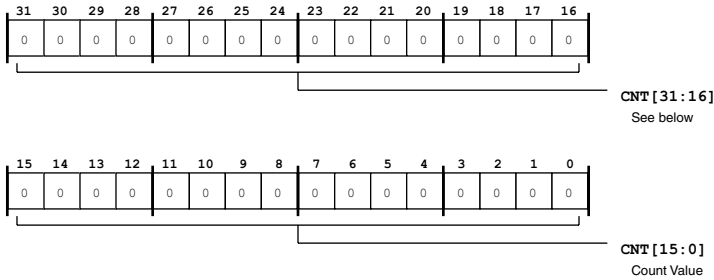 31 30 29 28 27 26 25 24 23 22 21 20 19 18 17 16
0 0 0 0 0 0 0 0 0 0 0 0 0 0 0 0
CNT[31:16]
See below
15 14 13 12 11 10 9 8 7 6 5 4 3 2 1 0
0 0 0 0 0 0 0 0 0 0 0 0 0 0 0 0
CNT[15:0]
Count Value